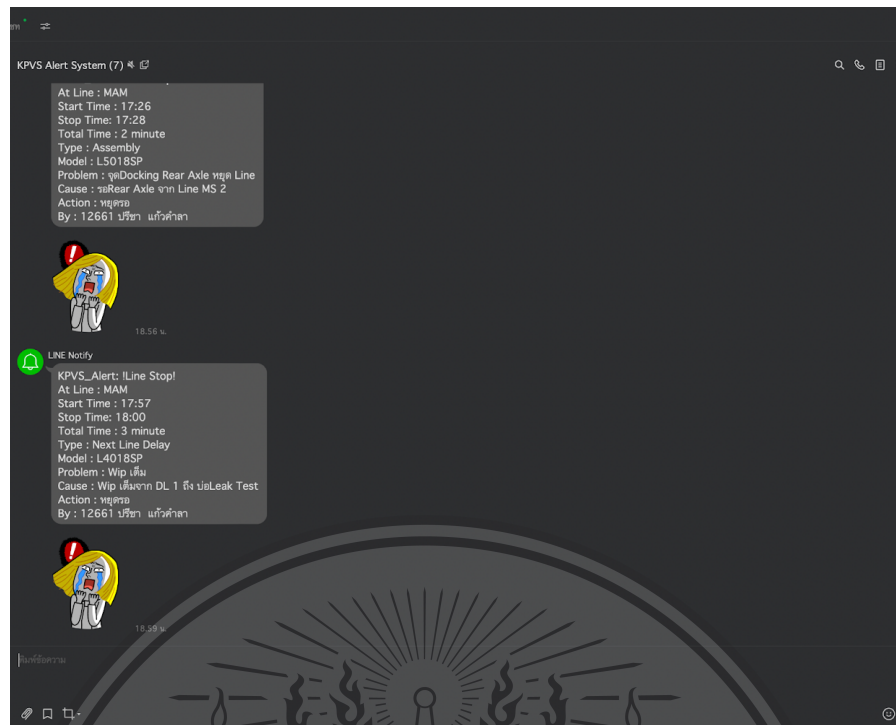 KPVS Alert System (7)
At Line : MAM
Start Time : 17:26
Stop Time: 17:28
Total Time : 2 minute
Type : Assembly
Model : L5018SP
Problem : จุดDocking Rear Axle หยุด Line
Cause : รอRear Axle จาก Line MS 2
Action : หยุดรอ
By : 12661 ปรีชา แก้วคำลา
18.56 น.
LINE Notify
KPVS_Alert: !Line Stop!
At Line : MAM
Start Time : 17:57
Stop Time: 18:00
Total Time : 3 minute
Type : Next Line Delay
Model : L4018SP
Problem : Wip เต็ม
Cause : Wip เต็มจาก DL 1 ถึง บ่อLeak Test
Action : หยุดรอ
By : 12661 ปรีชา แก้วคำลา
18.59 น.
พิมพ์ข้อความ